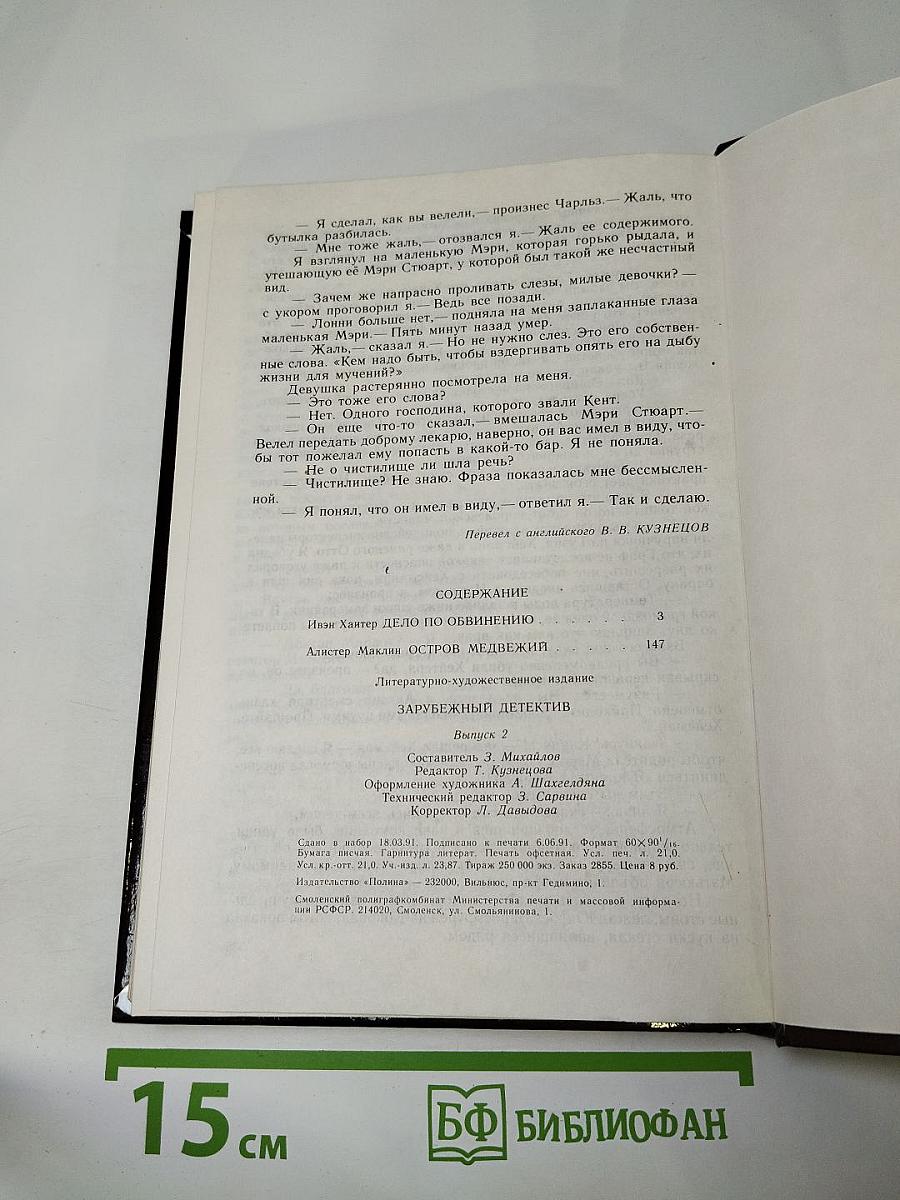 — Я сделал, как вы велели,— произнес Чарльз.— Жаль, что
бутылка разбилась.
— Мне тоже жаль,— отозвался я.— Жаль ее содержимого.
Я взглянул на маленькую Мэри, которая горько рыдала, и
утешающую её Мэри Стюарт, у которой был такой же несчастный
вид.
— Зачем же напрасно проливать слезы, милые девочки? —
с укором проговорил я.— Ведь все позади.
— Лонни больше нет,— подняла на меня заплаканные глаза
маленькая Мэри.— Пять минут назад умер.
— Жаль,— сказал я.— Но не нужно слез. Это его собствен-
ные слова. «Кем надо быть, чтобы вздергивать опять его на дыбу
жизни для мучений?»
Девушка растерянно посмотрела на меня.
— Это тоже его слова?
— Нет. Одного господина, которого звали Кент.
— Он еще что-то сказал,— вмешалась Мэри Стюарт.—
Велел передать доброму лекарю, наверно, он вас имел в виду, что-
бы тот пожелал ему попасть в какой-то бар. Я не поняла.
— Не о чистилище ли шла речь?
— Чистилище? Не знаю. Фраза показалась мне бессмыслен-
ной.
— Я понял, что он имел в виду,— ответил я.— Так и сделаю.
Перевел с английского В. В. КУЗНЕЦОВ
СОДЕРЖАНИЕ
Ивэн Хантер ДЕЛО ПО ОБВИНЕНИЮ . . . . . . 3
Алистер Маклин ОСТРОВ МЕДВЕЖИЙ . . . . . 147
Литературно-художественное издание
ЗАРУБЕЖНЫЙ ДЕТЕКТИВ
Выпуск 2
Составитель З. Михайлов
Редактор Т. Кузнецова
Оформление художника А. Шахгелдяна
Технический редактор З. Сарвина
Корректор Л. Давыдова
Сдано в набор 18.03.91. Подписано к печати 6.06.91. Формат 60×90¹/₁₆.
Бумага писчая. Гарнитура литерат. Печать офсетная. Усл. печ. л. 21,0.
Усл. кр.-отт. 21,0. Уч.-изд. л. 23,87. Тираж 250 000 экз. Заказ 2855. Цена 8 руб.
Издательство «Полина» — 232000, Вильнюс, пр-кт Гедимино, 1.
Смоленский полиграфкомбинат Министерства печати и массовой информа-
ции РСФСР. 214020, Смоленск, ул. Смольянинова, 1.
15 см
БФ БИБЛИОФАН